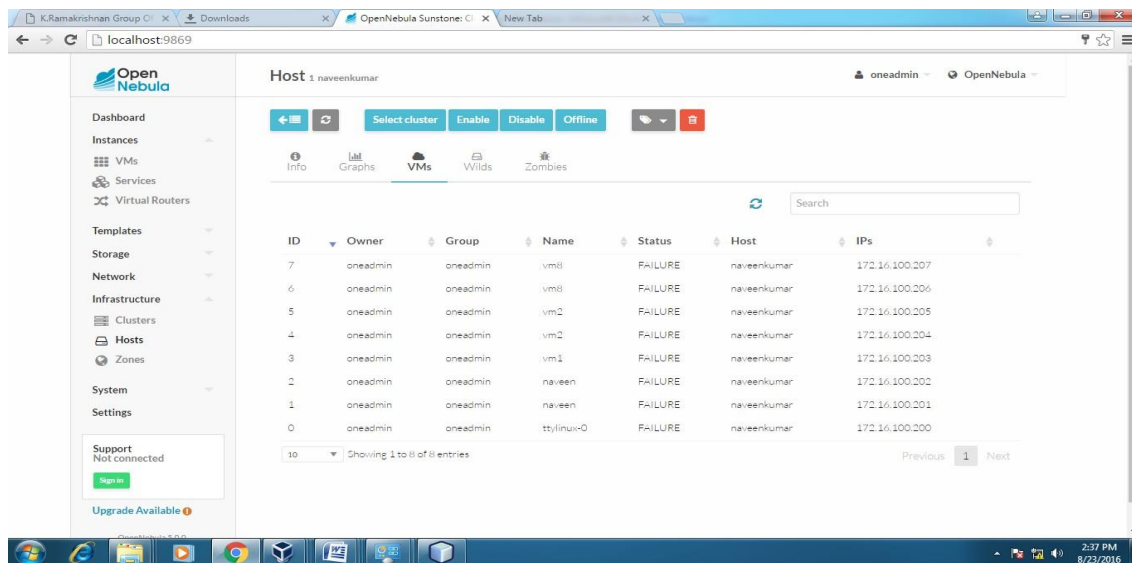 K.Ramakrishnan Group Of
Downloads
OpenNebula Sunstone: Cl
New Tab
localhost:9869
Open
Nebula
Host 1 naveenkumar
oneadmin
OpenNebula
Dashboard
Instances
VMs
Services
Virtual Routers
Templates
Storage
Network
Infrastructure
Clusters
Hosts
Zones
System
Settings
Support
Not connected
Sign in
Upgrade Available
OpenNebula 5.0.0
Select cluster Enable Disable Offline
Info Graphs VMs Wilds Zombies
Search
ID Owner Group Name Status Host IPs
7 oneadmin oneadmin vm8 FAILURE naveenkumar 172.16.100.207
6 oneadmin oneadmin vm8 FAILURE naveenkumar 172.16.100.206
5 oneadmin oneadmin vm2 FAILURE naveenkumar 172.16.100.205
4 oneadmin oneadmin vm2 FAILURE naveenkumar 172.16.100.204
3 oneadmin oneadmin vm1 FAILURE naveenkumar 172.16.100.203
2 oneadmin oneadmin naveen FAILURE naveenkumar 172.16.100.202
1 oneadmin oneadmin naveen FAILURE naveenkumar 172.16.100.201
0 oneadmin oneadmin ttylinux-0 FAILURE naveenkumar 172.16.100.200
10 Showing 1 to 8 of 8 entries
Previous 1 Next
2:37 PM
8/23/2016